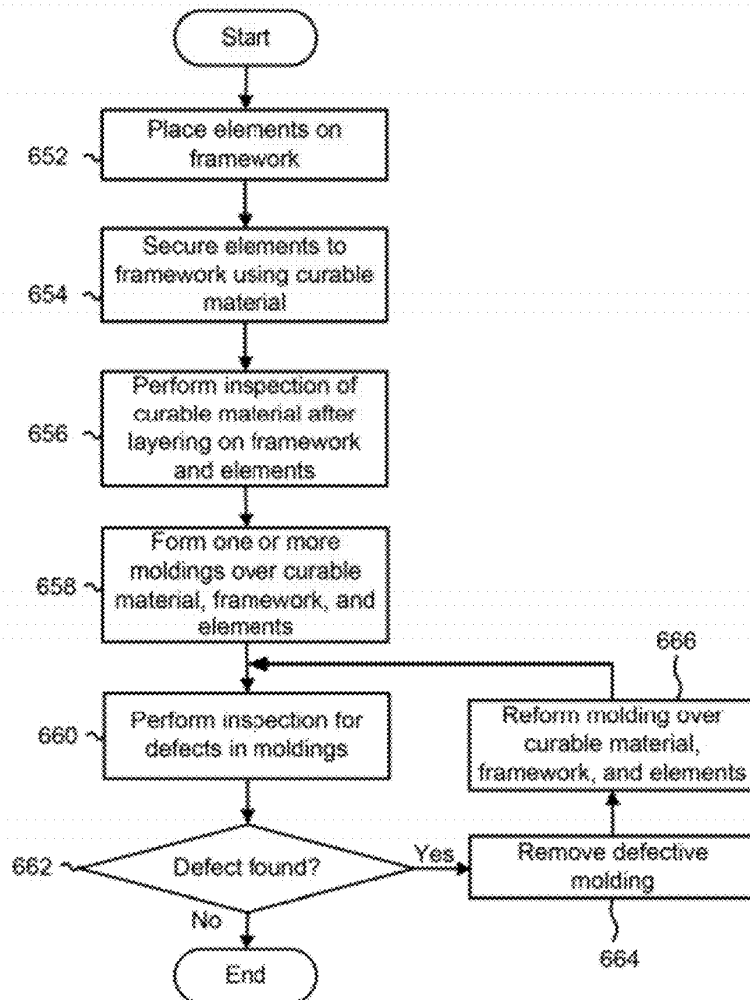 Start
652
Place elements on
framework
654
Secure elements to
framework using curable
material
656
Perform inspection of
curable material after
layering on framework
and elements
658
Form one or more
moldings over curable
material, framework, and
elements
666
660
Perform inspection for
defects in moldings
Reform molding over
curable material,
framework, and elements
662
Defect found?
Yes
Remove defective
molding
No
664
End